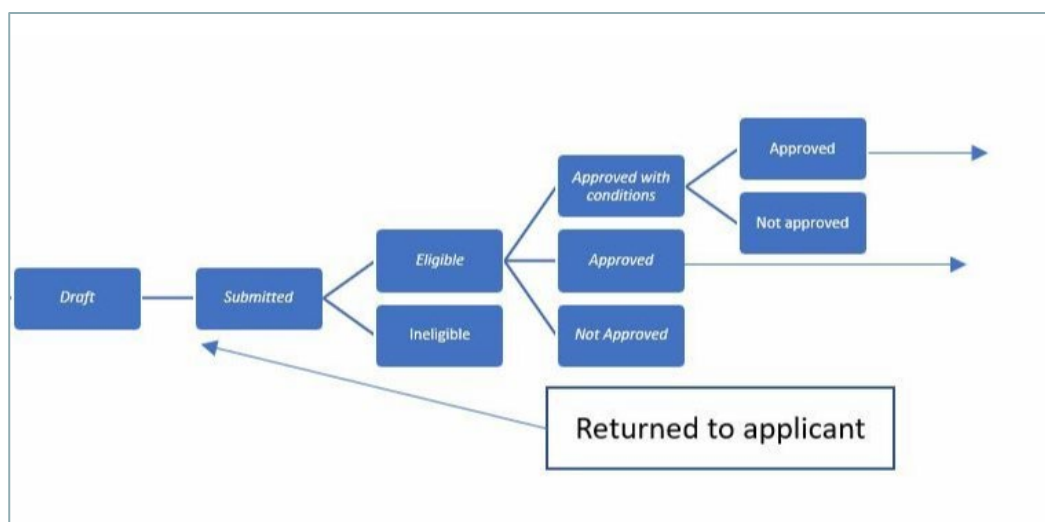 Draft
Submitted
Eligible
Ineligible
Approved with
conditions
Approved
Not Approved
Approved
Not approved
Returned to applicant